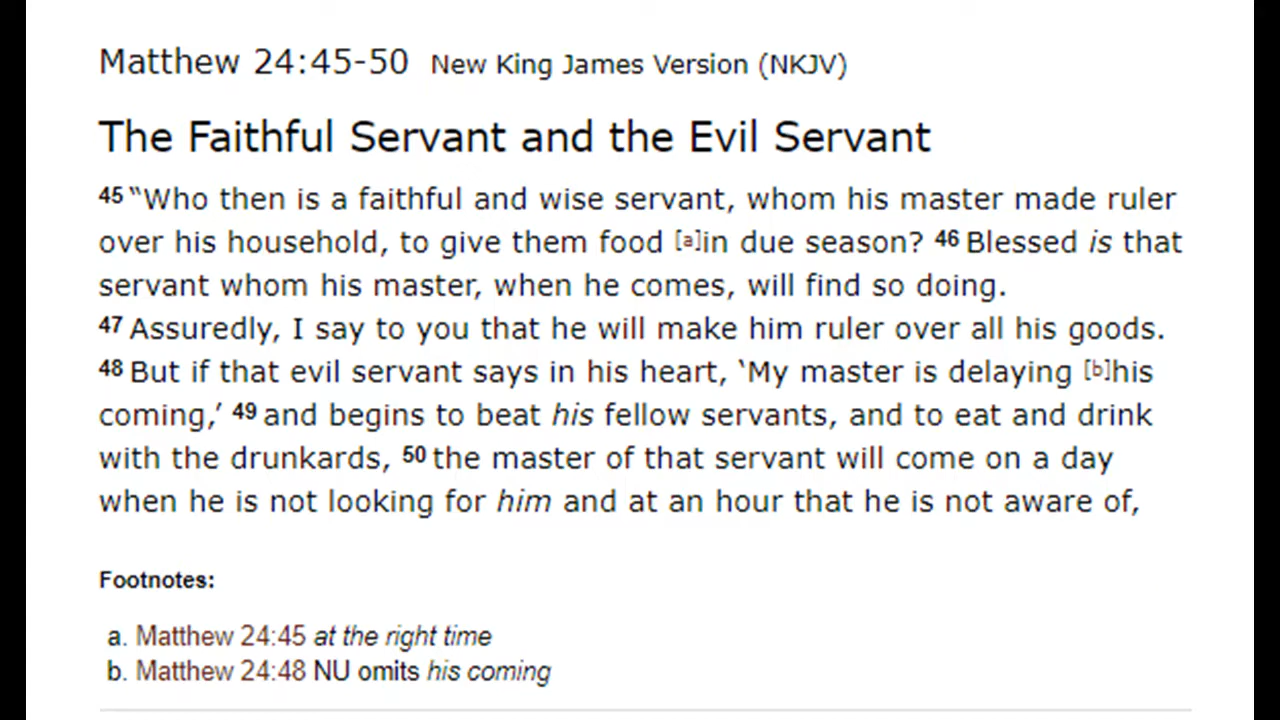 Matthew 24:45-50 New King James Version (NKJV)
The Faithful Servant and the Evil Servant
45 “Who then is a faithful and wise servant, whom his master made ruler
over his household, to give them food [a]in due season? 46 Blessed is that
servant whom his master, when he comes, will find so doing.
47 Assuredly, I say to you that he will make him ruler over all his goods.
48 But if that evil servant says in his heart, ‘My master is delaying [b]his
coming,’ 49 and begins to beat his fellow servants, and to eat and drink
with the drunkards, 50 the master of that servant will come on a day
when he is not looking for him and at an hour that he is not aware of,
Footnotes:
a. Matthew 24:45 at the right time
b. Matthew 24:48 NU omits his coming